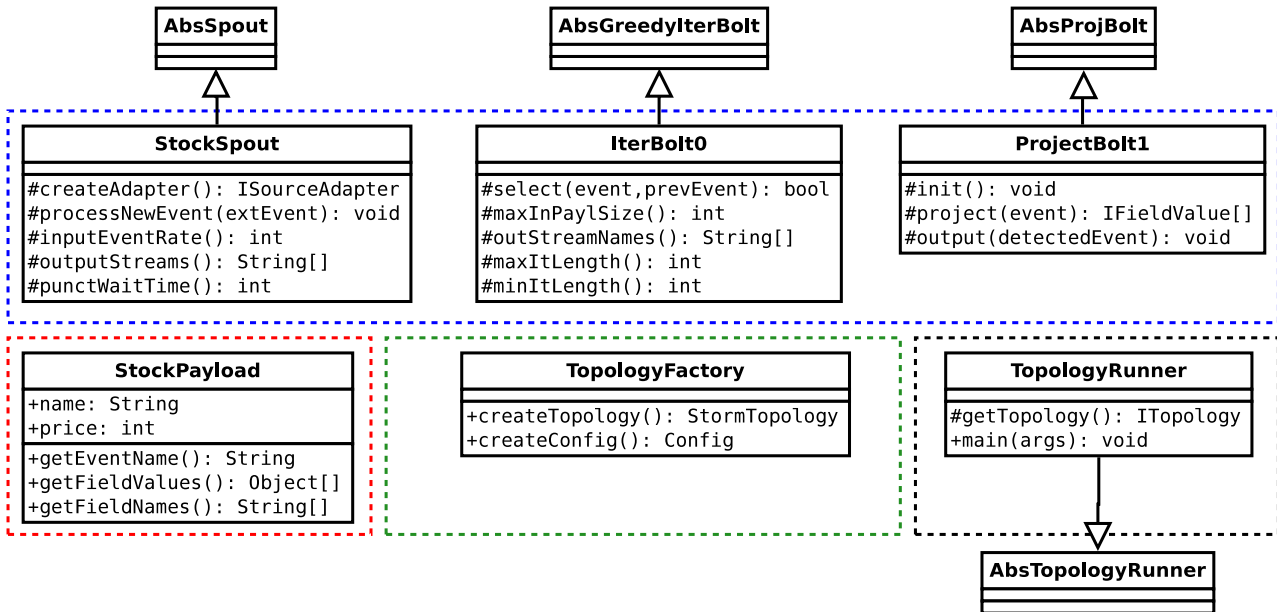 AbsSpout
AbsGreedyIterBolt
AbsProjBolt
StockSpout
#createAdapter(): ISourceAdapter
#processNewEvent(extEvent): void
#inputEventRate(): int
#outputStreams(): String[]
#punctWaitTime(): int
IterBolt0
#select(event,prevEvent): bool
#maxInPaylSize(): int
#outStreamNames(): String[]
#maxItLength(): int
#minItLength(): int
ProjectBolt1
#init(): void
#project(event): IFieldValue[]
#output(detectedEvent): void
StockPayload
+name: String
+price: int
+getEventName(): String
+getFieldValues(): Object[]
+getFieldNames(): String[]
TopologyFactory
+createTopology(): StormTopology
+createConfig(): Config
TopologyRunner
#getTopology(): ITopology
+main(args): void
AbsTopologyRunner